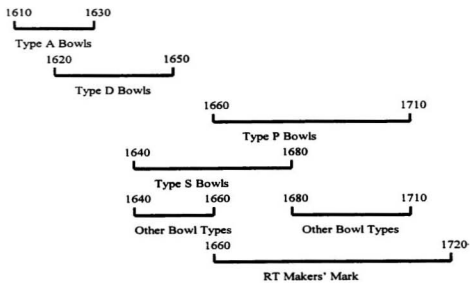 1610 1630
Type A Bowls
1620 1650
Type D Bowls
1660 1710
Type P Bowls
1640 1680
Type S Bowls
1640 1660 1680 1710
Other Bowl Types Other Bowl Types
1660 1720
RT Makers' Mark